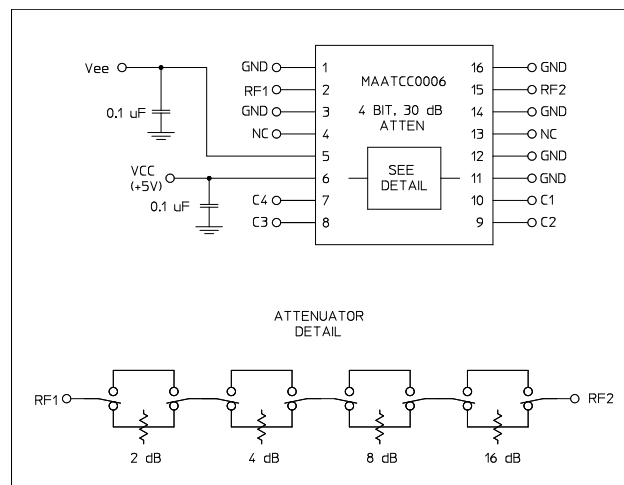 Vee
0.1 uF
VCC
(+5V)
0.1 uF
GND 1
RF1 2
GND 3
NC 4
5
6
C4 7
C3 8
MAATCC0006
4 BIT, 30 dB
ATTEN
SEE
DETAIL
16 GND
15 RF2
14 GND
13 NC
12 GND
11 GND
10 C1
9 C2
ATTENUATOR
DETAIL
RF1 RF2
2 dB 4 dB 8 dB 16 dB